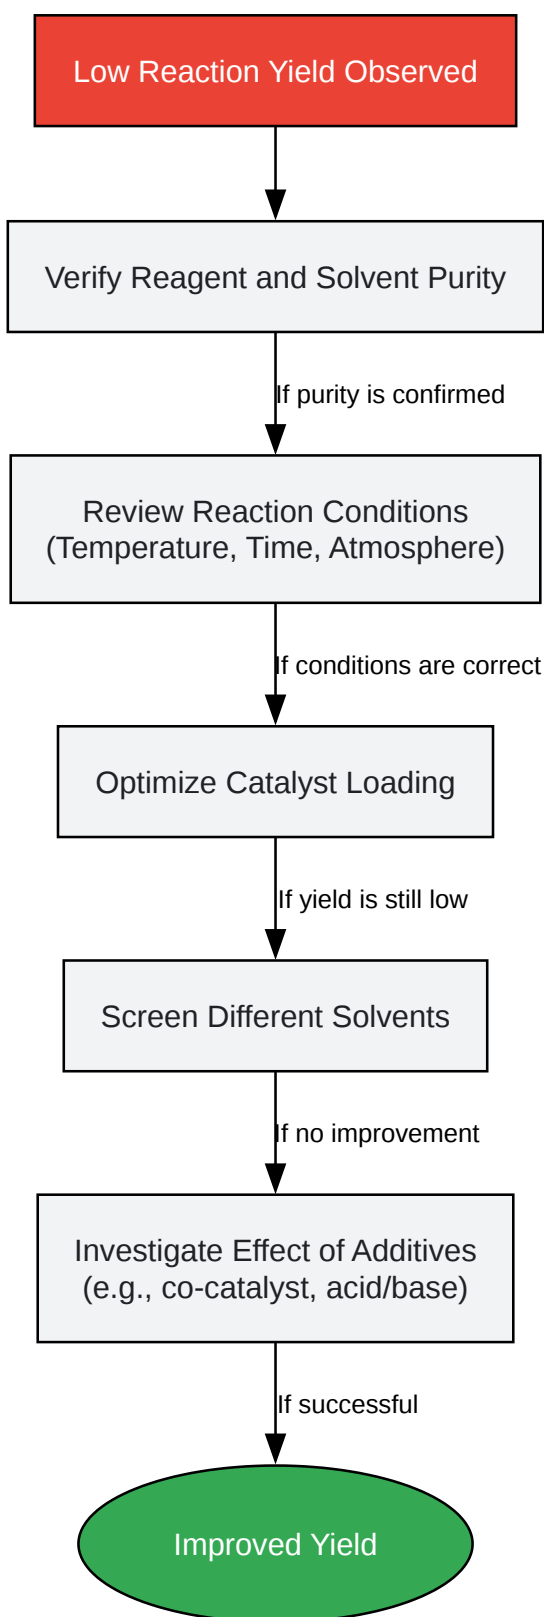 Low Reaction Yield Observed
Verify Reagent and Solvent Purity
If purity is confirmed
Review Reaction Conditions
(Temperature, Time, Atmosphere)
If conditions are correct
Optimize Catalyst Loading
If yield is still low
Screen Different Solvents
If no improvement
Investigate Effect of Additives
(e.g., co-catalyst, acid/base)
If successful
Improved Yield